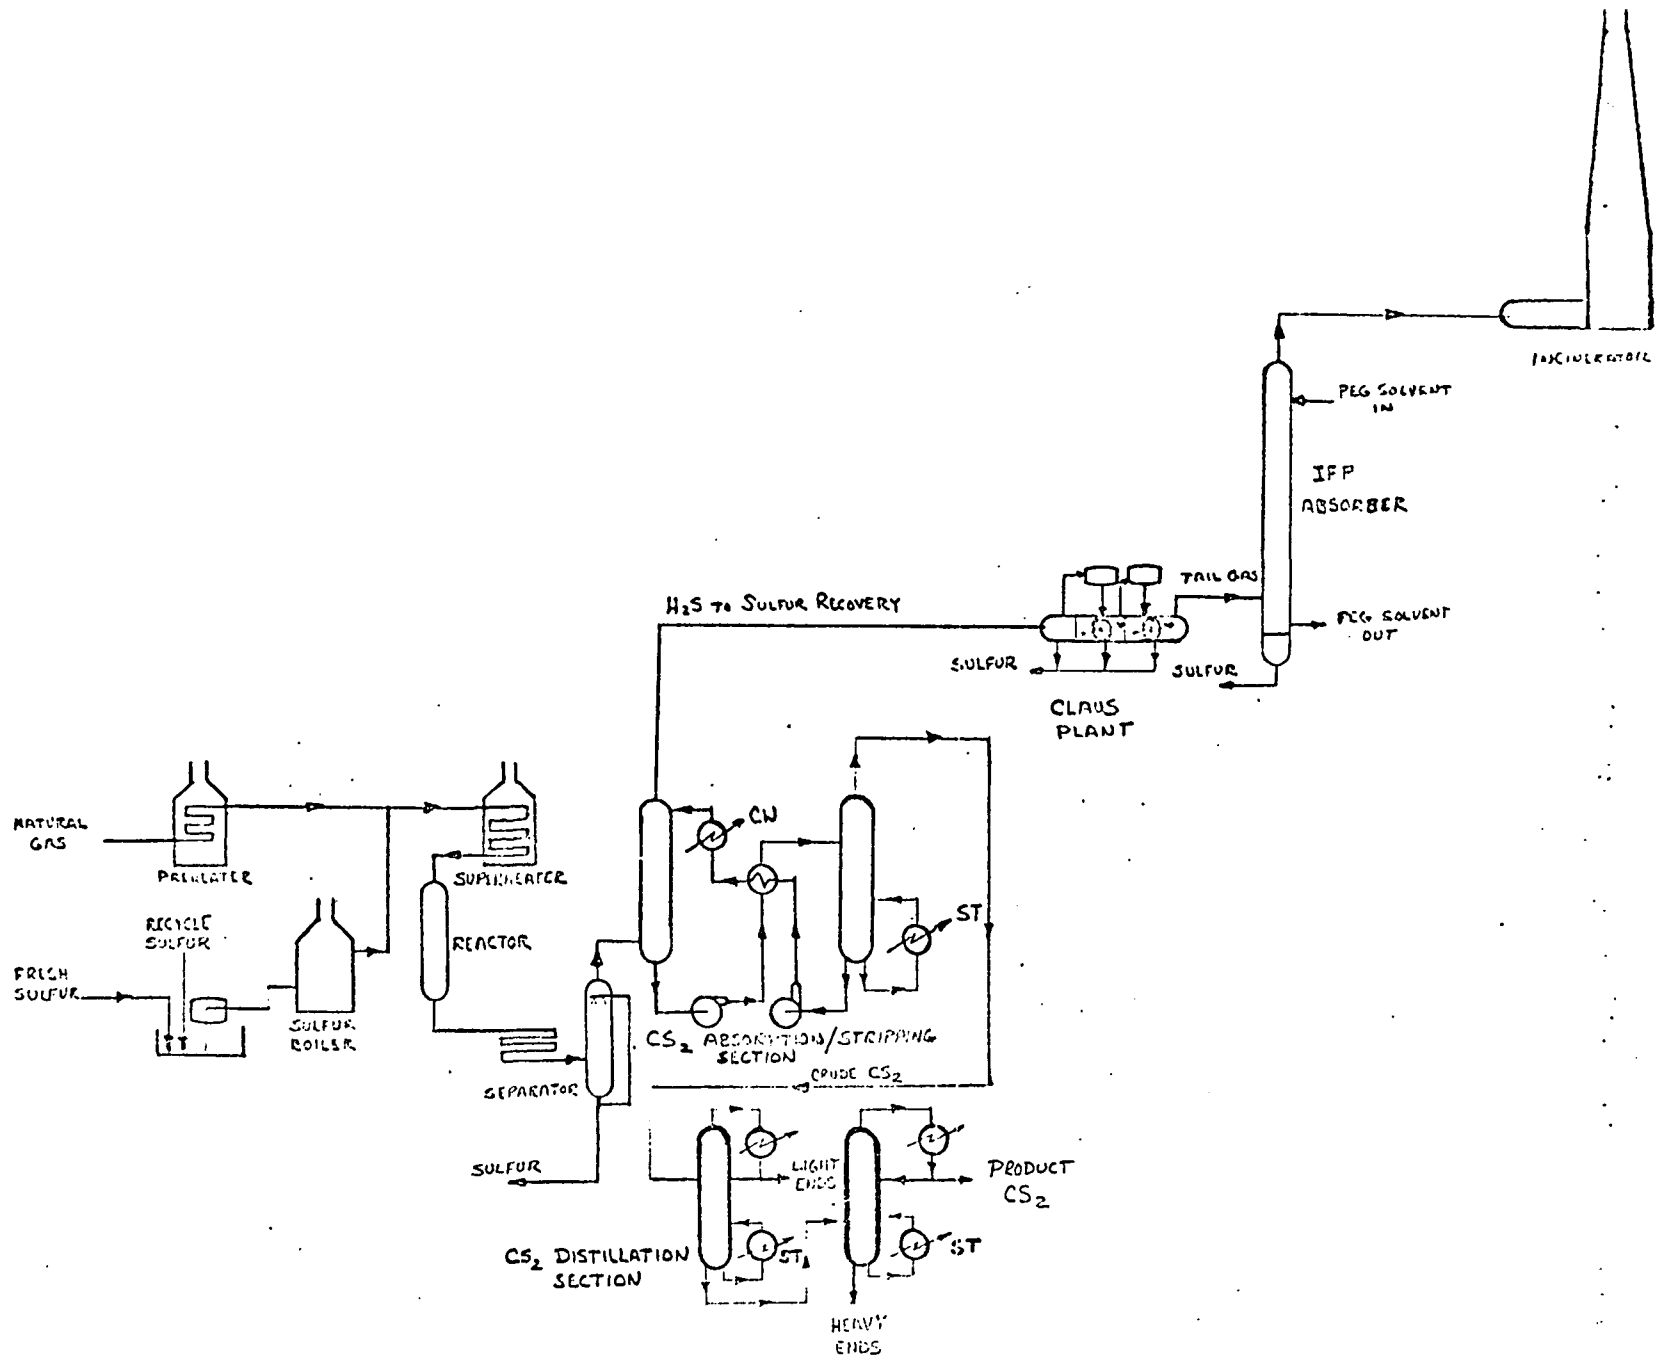 INCINERATOR
PEG SOLVENT
IN
IFP
ABSORBER
TAIL GAS
H₂S TO SULFUR RECOVERY
PEG SOLVENT
OUT
SULFUR
SULFUR
CLAUS
PLANT
NATURAL
GAS
PREHEATER
SUPERHEATER
CW
RECYCLE
SULFUR
REACTOR
ST
FRESH
SULFUR
SULFUR
BOILER
CS₂ ABSORPTION/STRIPPING
SECTION
CRUDE CS₂
SEPARATOR
SULFUR
LIGHT
ENDS
PRODUCT
CS₂
CS₂ DISTILLATION
SECTION
ST
ST
HEAVY
ENDS